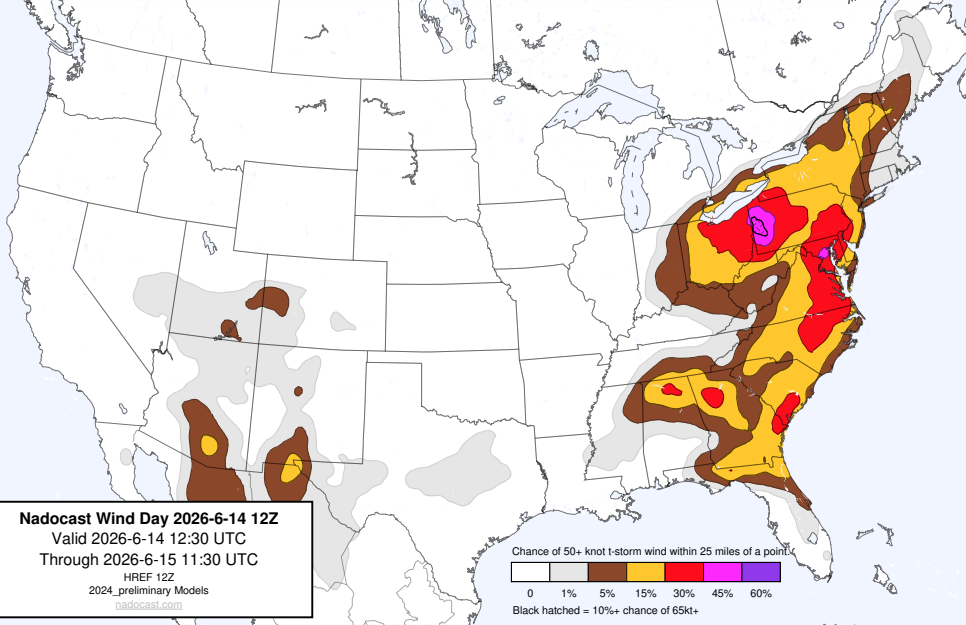 Nadocast Wind Day 2026-6-14 12Z
Valid 2026-6-14 12:30 UTC
Through 2026-6-15 11:30 UTC
HREF 12Z
2024_preliminary Models
nadocast.com
Chance of 50+ knot t-storm wind within 25 miles of a point.
0 1% 5% 15% 30% 45% 60%
Black hatched = 10%+ chance of 65kt+